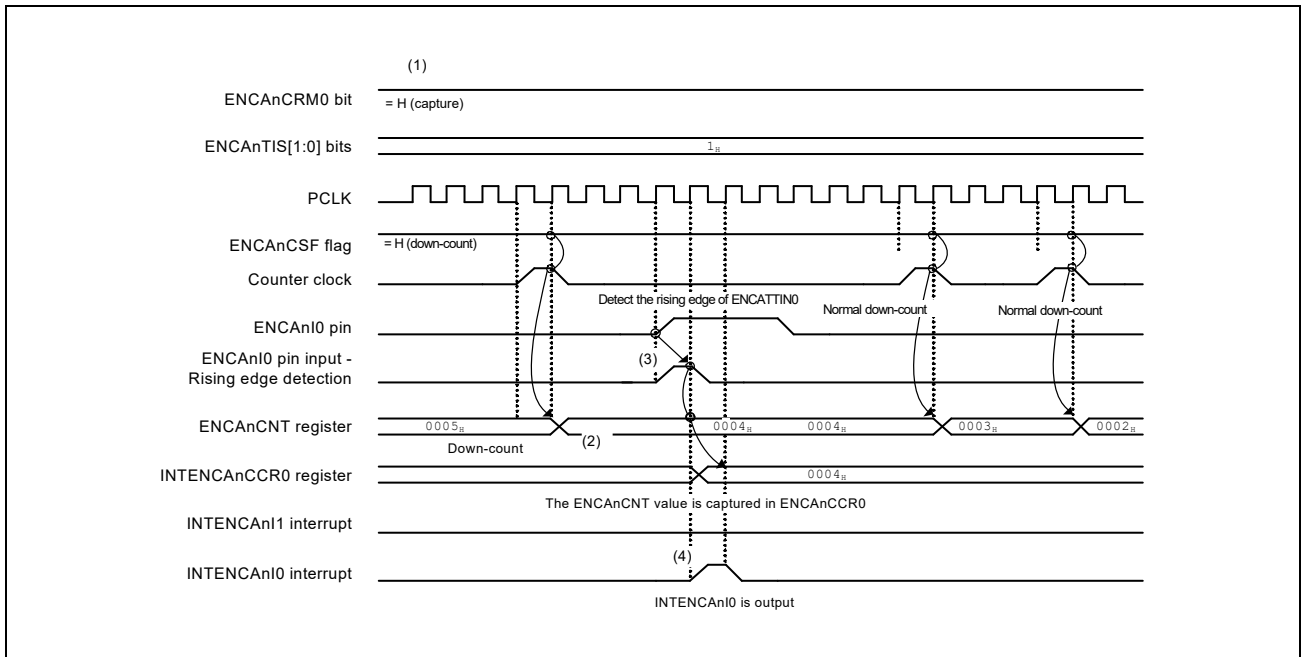 (1)
ENCAnCRM0 bit
= H (capture)
ENCAnTIS[1:0] bits
1H
PCLK
ENCAnCSF flag
= H (down-count)
Counter clock
Detect the rising edge of ENCATTIN0
Normal down-count
Normal down-count
ENCAnI0 pin
ENCAnI0 pin input -
Rising edge detection
(3)
ENCAnCNT register
0005H
0004H
0004H
0003H
0002H
Down-count
(2)
INTENCAnCCR0 register
0004H
The ENCAnCNT value is captured in ENCAnCCR0
INTENCAnI1 interrupt
(4)
INTENCAnI0 interrupt
INTENCAnI0 is output